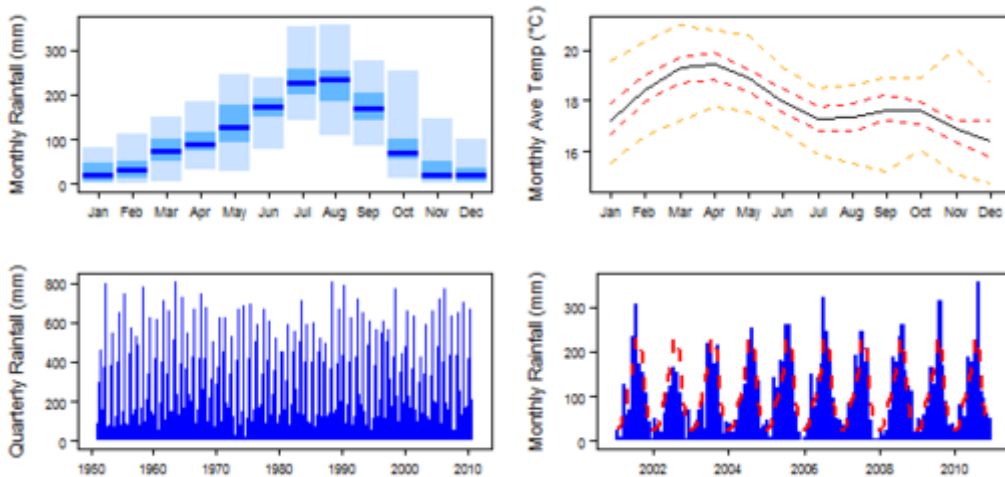 Monthly Rainfall (mm)
300
200
100
0
Jan Feb Mar Apr May Jun Jul Aug Sep Oct Nov Dec
Monthly Ave Temp (°C)
20
18
16
Jan Feb Mar Apr May Jun Jul Aug Sep Oct Nov Dec
Quarterly Rainfall (mm)
800
600
400
200
0
1950 1960 1970 1980 1990 2000 2010
Monthly Rainfall (mm)
300
200
100
0
2002 2004 2006 2008 2010